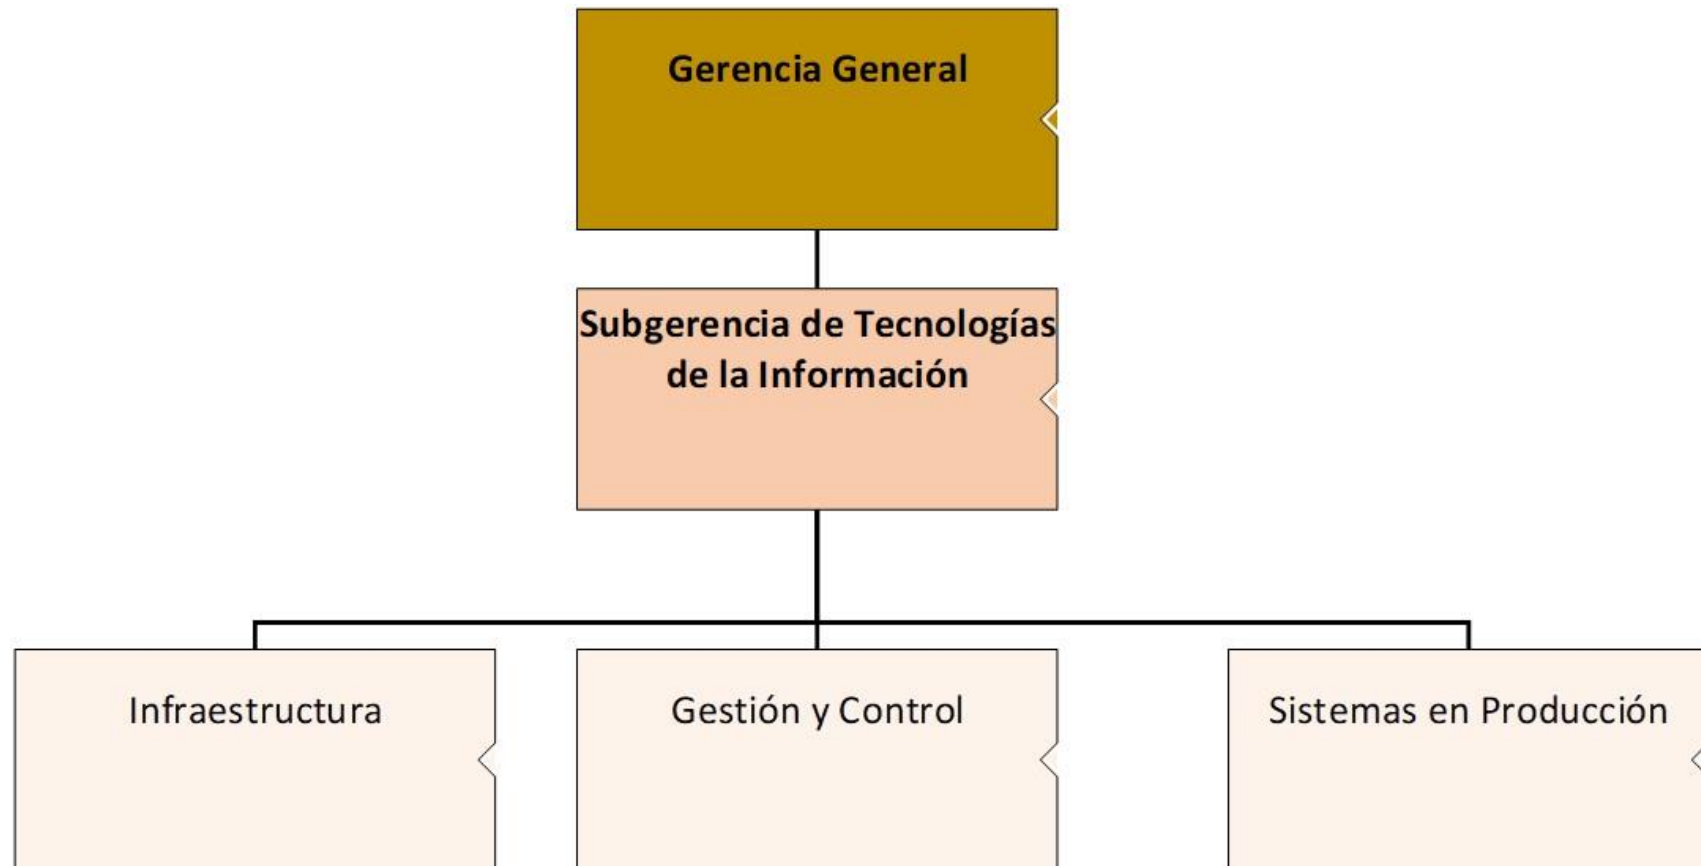 Gerencia General
Subgerencia de Tecnologías
de la Información
Infraestructura
Gestión y Control
Sistemas en Producción